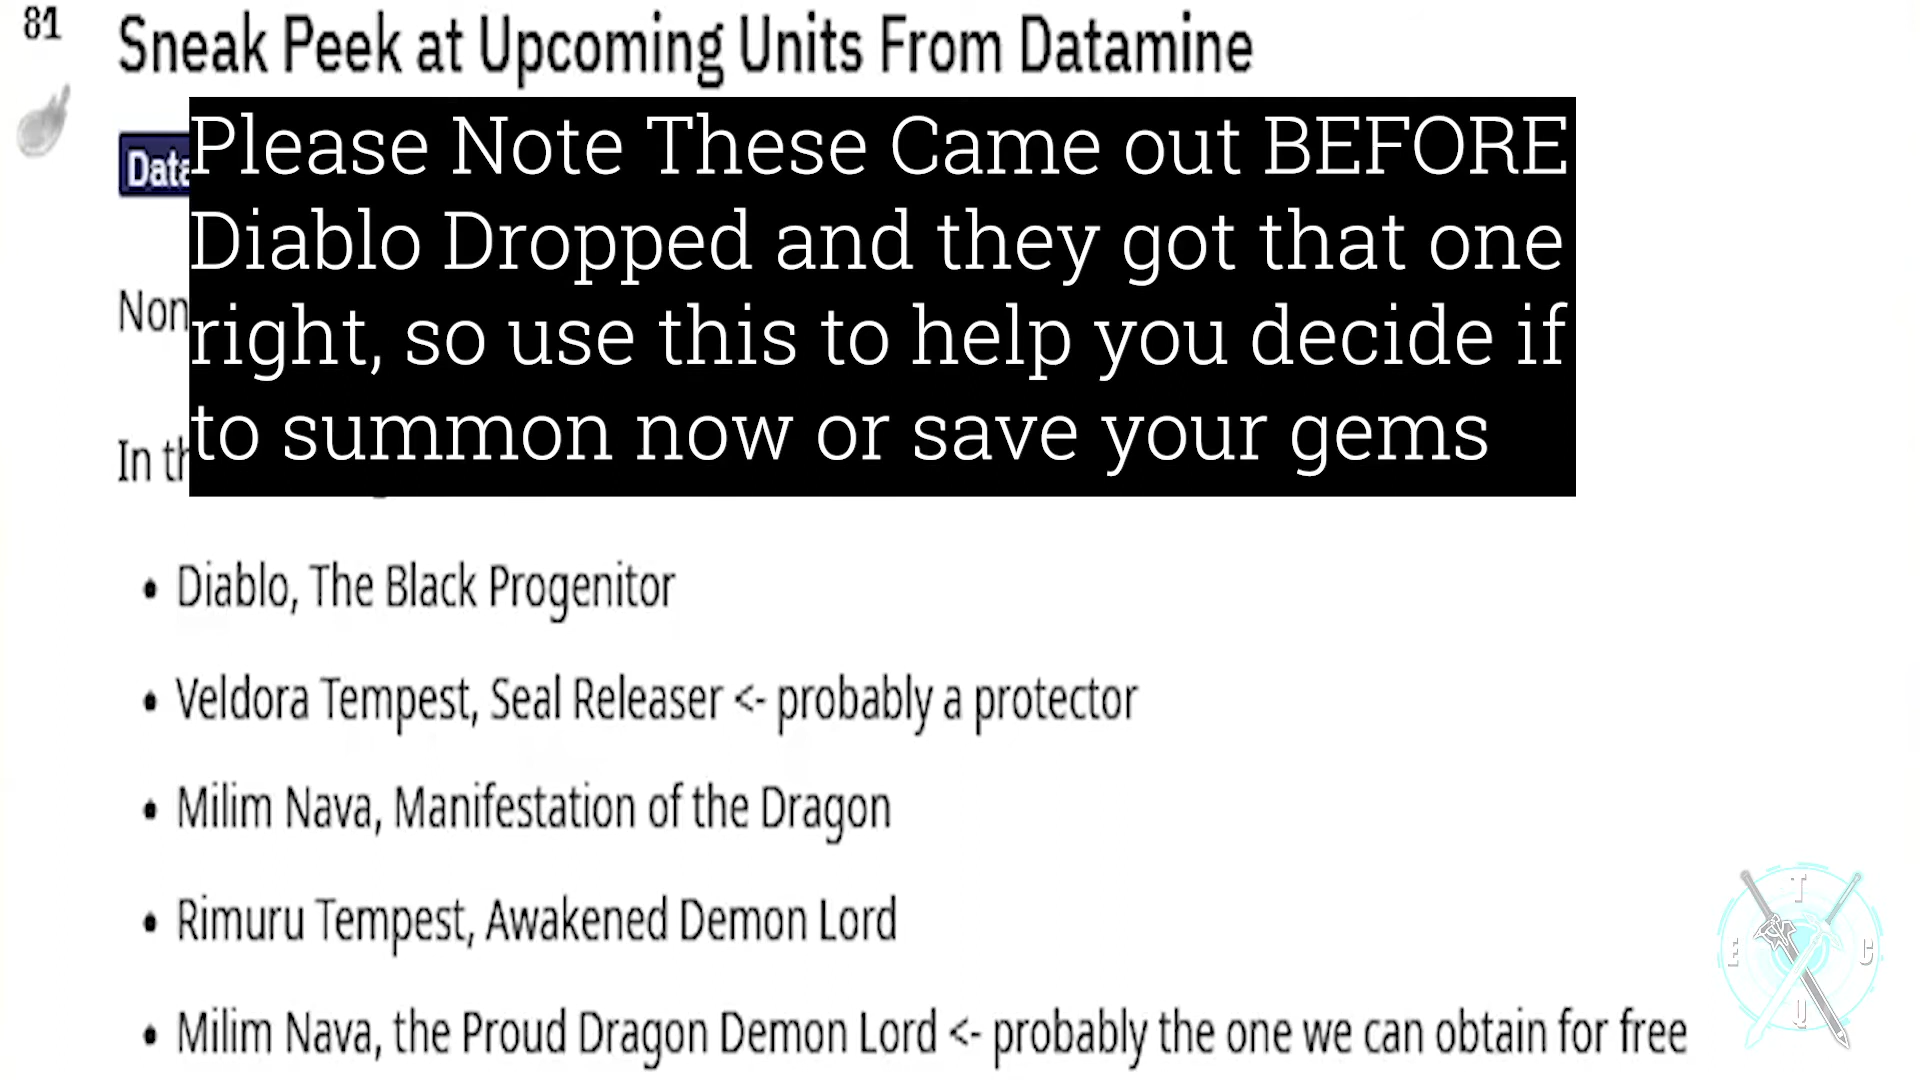 81
Sneak Peek at Upcoming Units From Datamine
Please Note These Came out BEFORE
Diablo Dropped and they got that one
right, so use this to help you decide if
to summon now or save your gems
Diablo, The Black Progenitor
Veldora Tempest, Seal Releaser <- probably a protector
Milim Nava, Manifestation of the Dragon
Rimuru Tempest, Awakened Demon Lord
Milim Nava, the Proud Dragon Demon Lord <- probably the one we can obtain for free
T
E C
Q